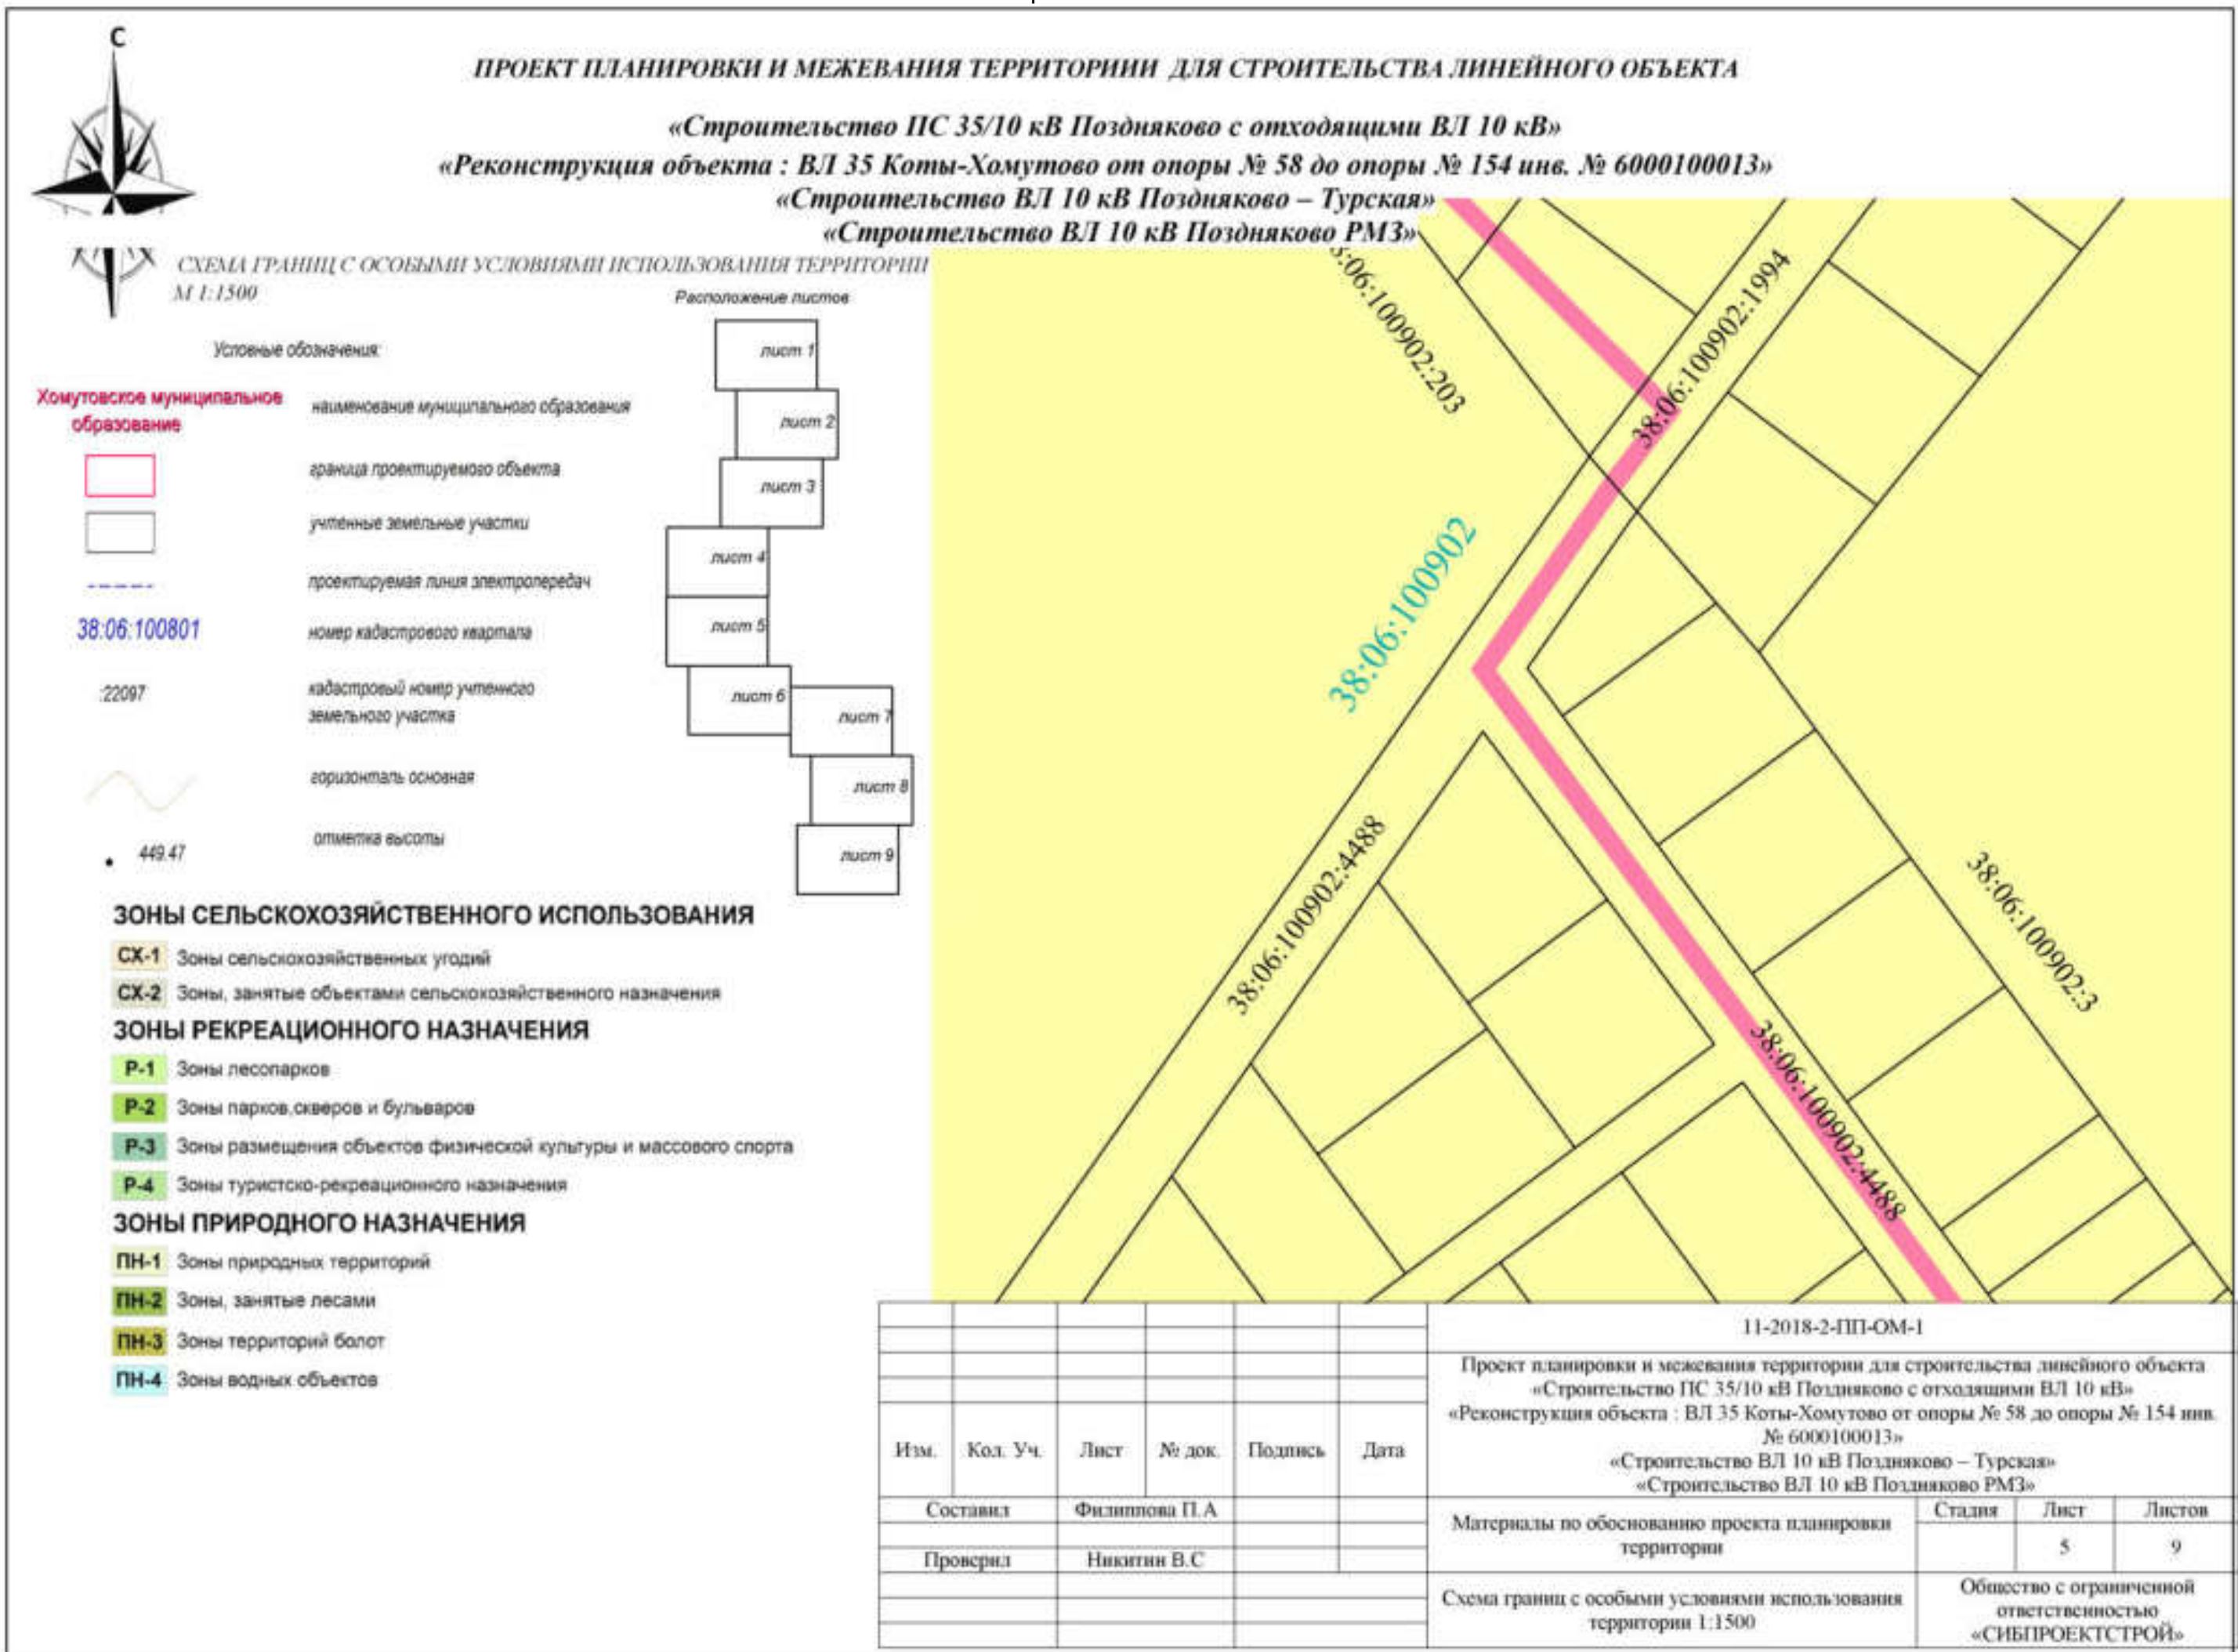 С
ПРОЕКТ ПЛАНИРОВКИ И МЕЖЕВАНИЯ ТЕРРИТОРИИИ ДЛЯ СТРОИТЕЛЬСТВА ЛИНЕЙНОГО ОБЪЕКТА
«Строительство ПС 35/10 кВ Поздняково с отходящими ВЛ 10 кВ»
«Реконструкция объекта : ВЛ 35 Коты-Хомутово от опоры № 58 до опоры № 154 инв. № 6000100013»
«Строительство ВЛ 10 кВ Поздняково – Турская»
«Строительство ВЛ 10 кВ Поздняково РМЗ»
СХЕМА ГРАНИЦ С ОСОБЫМИ УСЛОВИЯМИ ИСПОЛЬЗОВАНИЯ ТЕРРИТОРИИ
М 1:1500
Расположение листов
лист 1
лист 2
лист 3
лист 4
лист 5
лист 6
лист 7
лист 8
лист 9
Условные обозначения:
Хомутовское муниципальное
образование
наименование муниципального образования
граница проектируемого объекта
учтенные земельные участки
проектируемая линия электропередач
38:06:100801
номер кадастрового квартала
:22097
кадастровый номер учтенного
земельного участка
горизонталь основная
449.47
отметка высоты
ЗОНЫ СЕЛЬСКОХОЗЯЙСТВЕННОГО ИСПОЛЬЗОВАНИЯ
СХ-1 Зоны сельскохозяйственных угодий
СХ-2 Зоны, занятые объектами сельскохозяйственного назначения
ЗОНЫ РЕКРЕАЦИОННОГО НАЗНАЧЕНИЯ
Р-1 Зоны лесопарков
Р-2 Зоны парков,скверов и бульваров
Р-3 Зоны размещения объектов физической культуры и массового спорта
Р-4 Зоны туристско-рекреационного назначения
ЗОНЫ ПРИРОДНОГО НАЗНАЧЕНИЯ
ПН-1 Зоны природных территорий
ПН-2 Зоны, занятые лесами
ПН-3 Зоны территорий болот
ПН-4 Зоны водных объектов
:06:100902:203
38:06:100902:1994
38:06:100902
38:06:100902:4488
38:06:100902:3
38:06:100902:4488
11-2018-2-ПП-ОМ-1
Проект планировки и межевания территории для строительства линейного объекта
«Строительство ПС 35/10 кВ Поздняково с отходящими ВЛ 10 кВ»
«Реконструкция объекта : ВЛ 35 Коты-Хомутово от опоры № 58 до опоры № 154 инв.
№ 6000100013»
«Строительство ВЛ 10 кВ Поздняково – Турская»
«Строительство ВЛ 10 кВ Поздняково РМЗ»
Изм. Кол. Уч. Лист № док. Подпись Дата
Составил Филиппова П.А
Проверил Никитин В.С
Материалы по обоснованию проекта планировки
территории
Стадия Лист Листов
5 9
Схема границ с особыми условиями использования
территории 1:1500
Общество с ограниченной
ответственностью
«СИБПРОЕКТСТРОЙ»